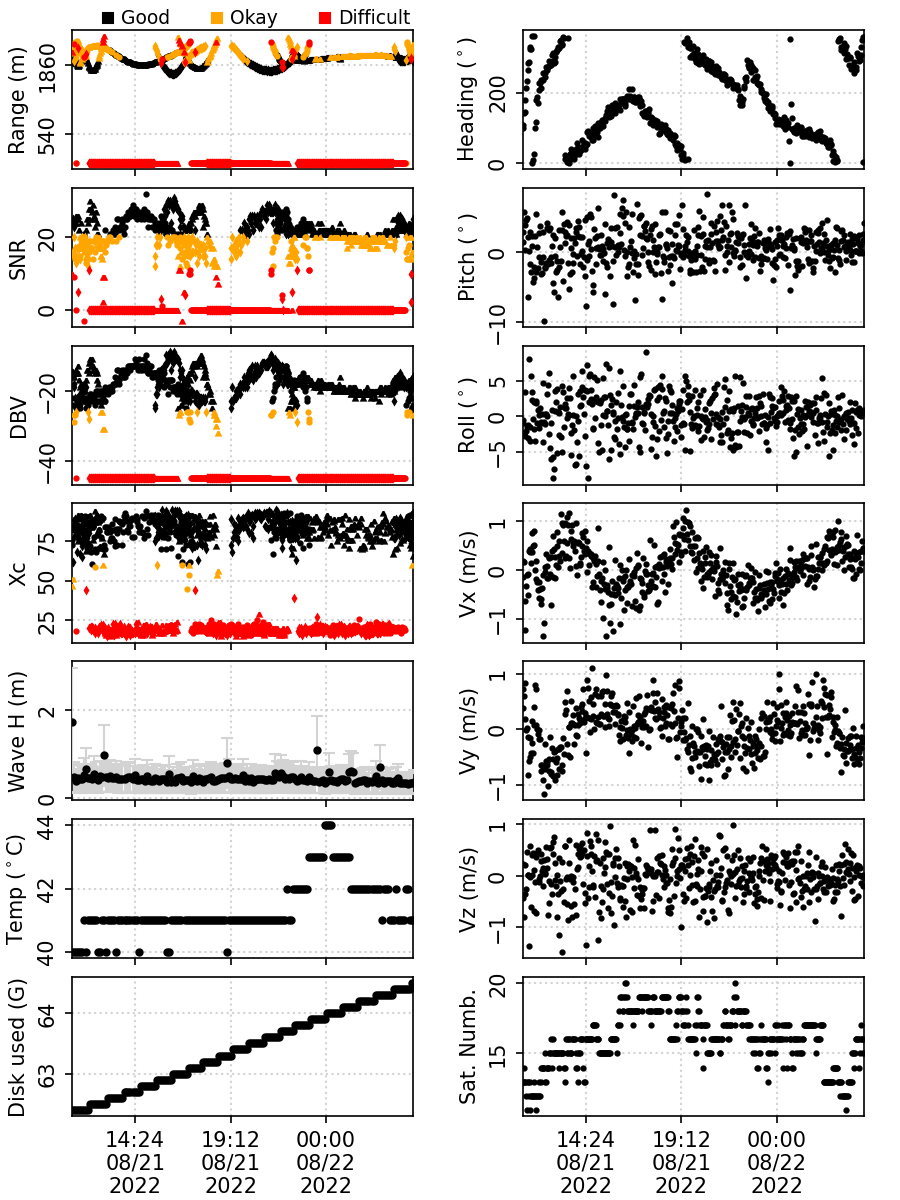 Good Okay Difficult
Range (m)
1860
540
Heading (°)
200
0
SNR
20
0
Pitch (°)
0
−10
DBV
−20
−40
Roll (°)
5
0
−5
Xc
75
50
25
Vx (m/s)
1
0
−1
Wave H (m)
2
0
Vy (m/s)
1
0
−1
Temp (°C)
44
42
40
Vz (m/s)
1
0
−1
Disk used (G)
64
63
Sat. Numb.
20
15
14:24 19:12 00:00
08/21 08/21 08/22
2022 2022 2022
14:24 19:12 00:00
08/21 08/21 08/22
2022 2022 2022